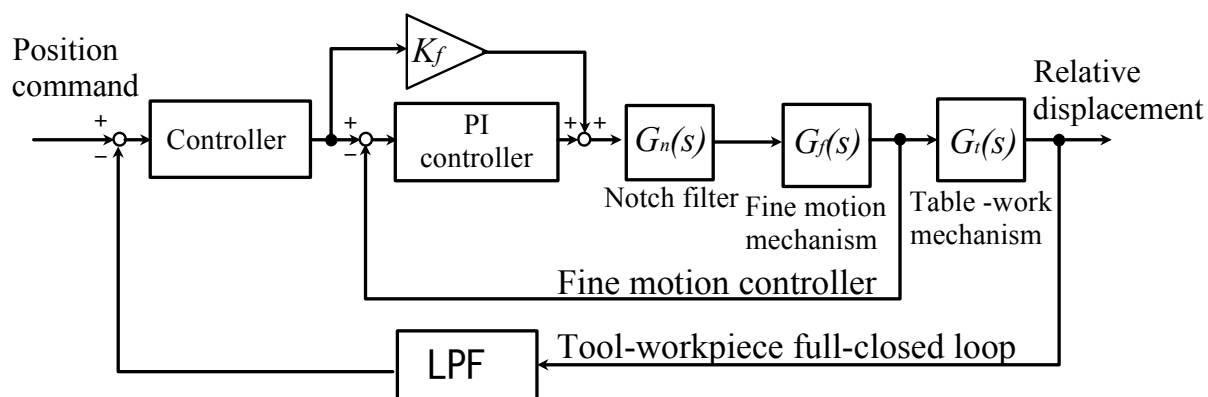 Position
command
+
−
Controller
K_f
+
−
PI
controller
+
+
G_n(s)
Notch filter
G_f(s)
Fine motion
mechanism
G_t(s)
Table -work
mechanism
Relative
displacement
Fine motion controller
Tool-workpiece full-closed loop
LPF